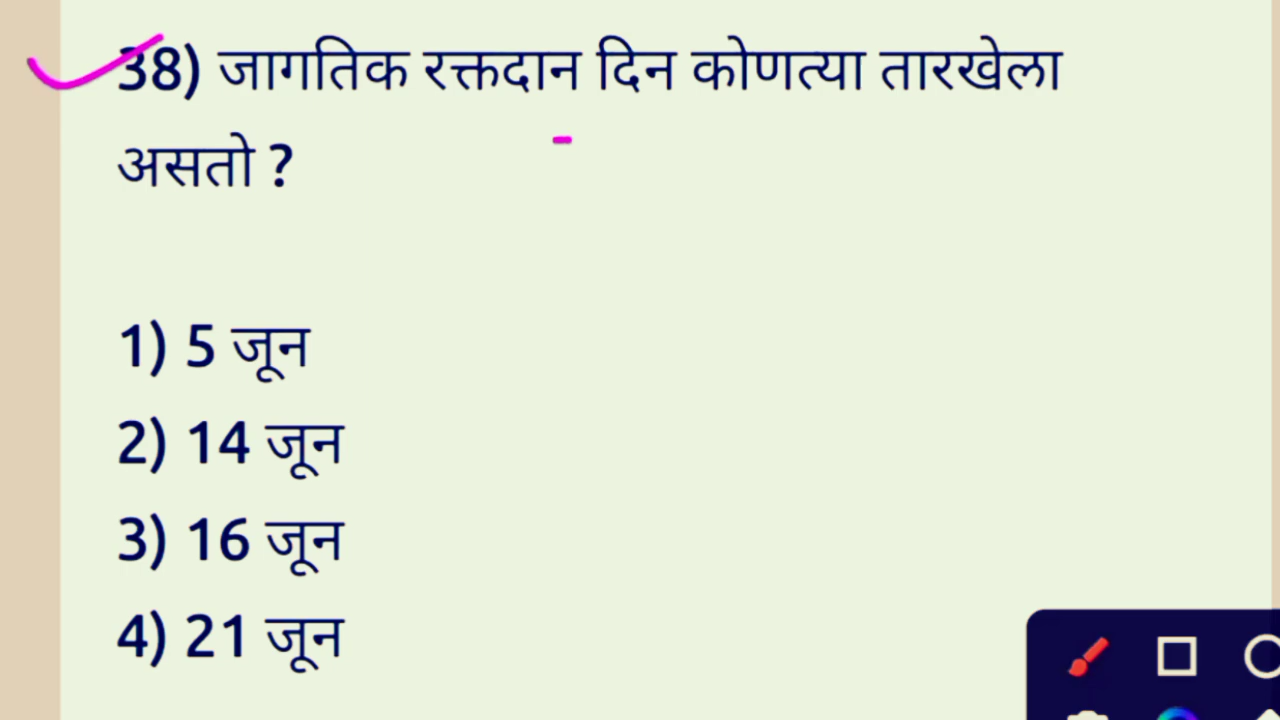 38) जागतिक रक्तदान दिन कोणत्या तारखेला
असतो ?
1) 5 जून
2) 14 जून
3) 16 जून
4) 21 जून